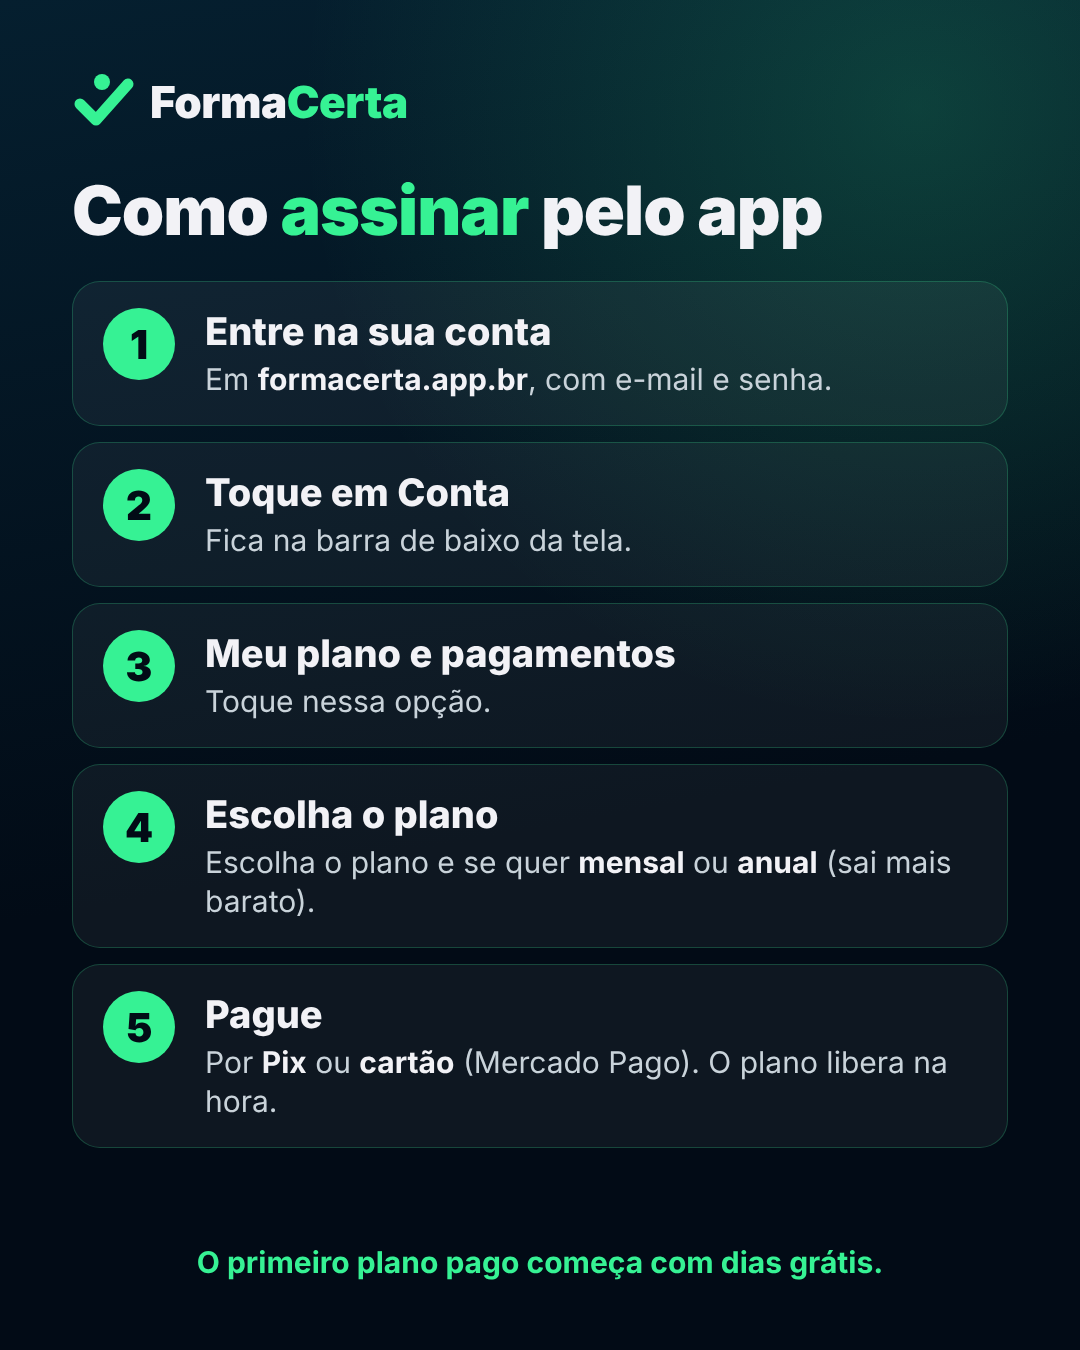 FormaCerta
Como assinar pelo app
1
Entre na sua conta
Em formacerta.app.br, com e-mail e senha.
2
Toque em Conta
Fica na barra de baixo da tela.
3
Meu plano e pagamentos
Toque nessa opção.
4
Escolha o plano
Escolha o plano e se quer mensal ou anual (sai mais
barato).
5
Pague
Por Pix ou cartão (Mercado Pago). O plano libera na
hora.
O primeiro plano pago começa com dias grátis.